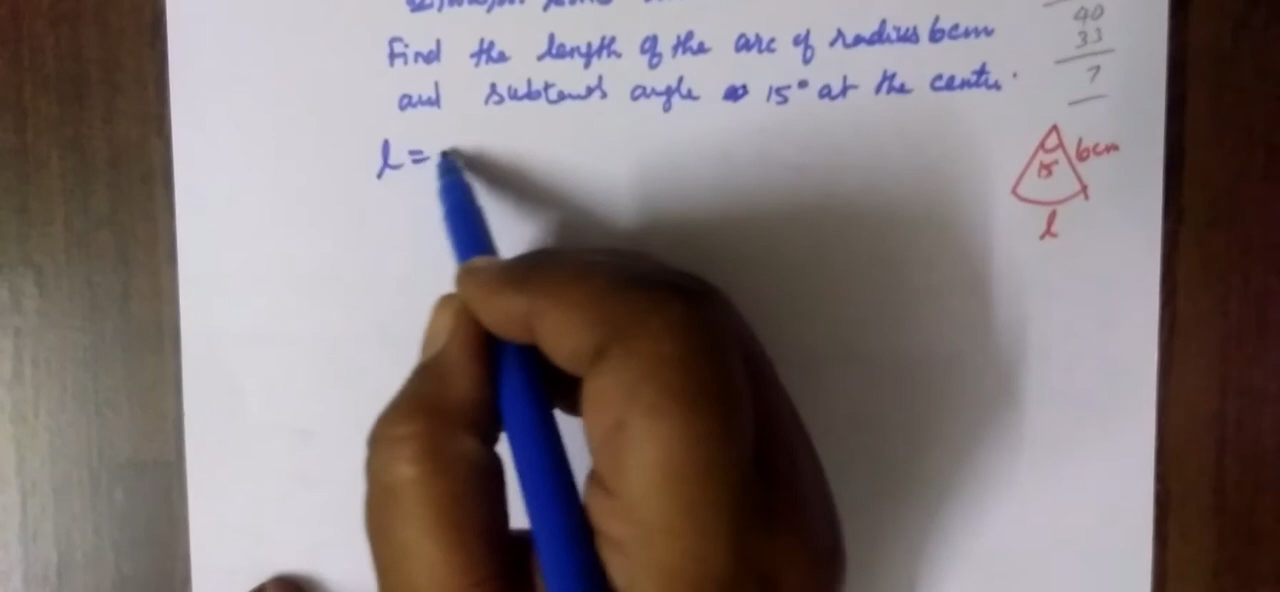 Find the length of the arc of radius 6cm
and subtends angle 15° at the centre.
l =
40
33
7
15
6cm
l